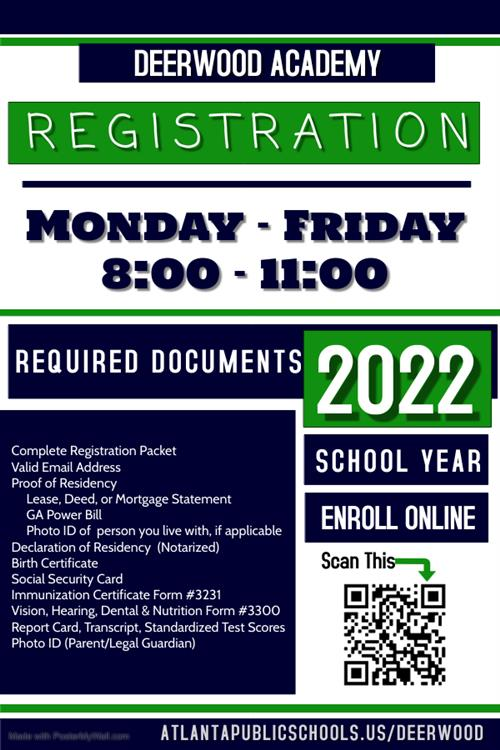 DEERWOOD ACADEMY
REGISTRATION
MONDAY - FRIDAY
8:00 - 11:00
REQUIRED DOCUMENTS
2022
SCHOOL YEAR
ENROLL ONLINE
Scan This
Complete Registration Packet
Valid Email Address
Proof of Residency
Lease, Deed, or Mortgage Statement
GA Power Bill
Photo ID of person you live with, if applicable
Declaration of Residency (Notarized)
Birth Certificate
Social Security Card
Immunization Certificate Form #3231
Vision, Hearing, Dental & Nutrition Form #3300
Report Card, Transcript, Standardized Test Scores
Photo ID (Parent/Legal Guardian)
Made with PosterMyWall.com
ATLANTAPUBLICSCHOOLS.US/DEERWOOD